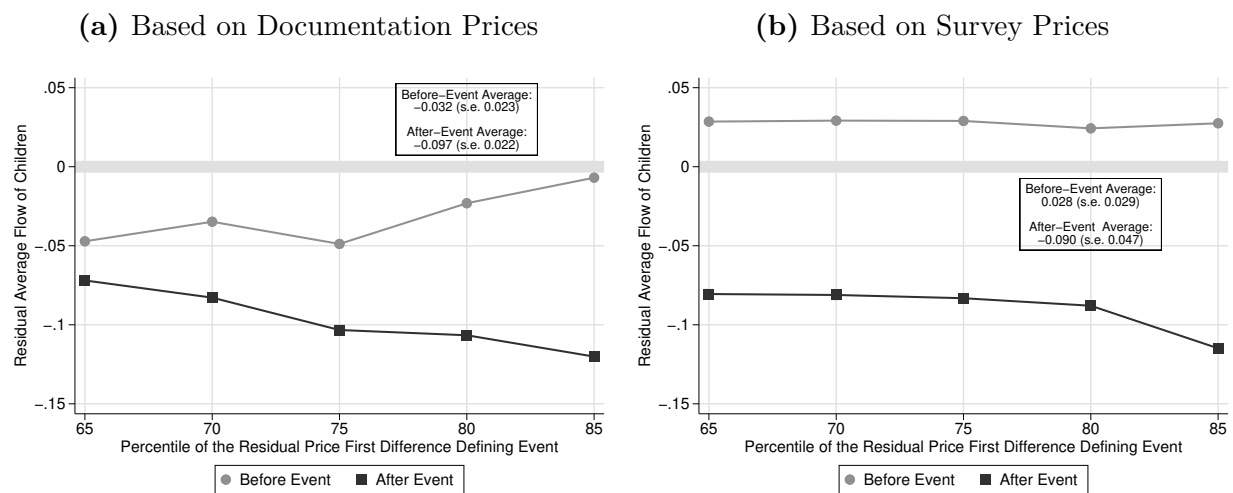 (a) Based on Documentation Prices
.05
0
−.05
−.1
−.15
Residual Average Flow of Children
Before−Event Average:
−0.032 (s.e. 0.023)
After−Event Average:
−0.097 (s.e. 0.022)
65 70 75 80 85
Percentile of the Residual Price First Difference Defining Event
Before Event After Event
(b) Based on Survey Prices
.05
0
−.05
−.1
−.15
Residual Average Flow of Children
Before−Event Average:
0.028 (s.e. 0.029)
After−Event Average:
−0.090 (s.e. 0.047)
65 70 75 80 85
Percentile of the Residual Price First Difference Defining Event
Before Event After Event